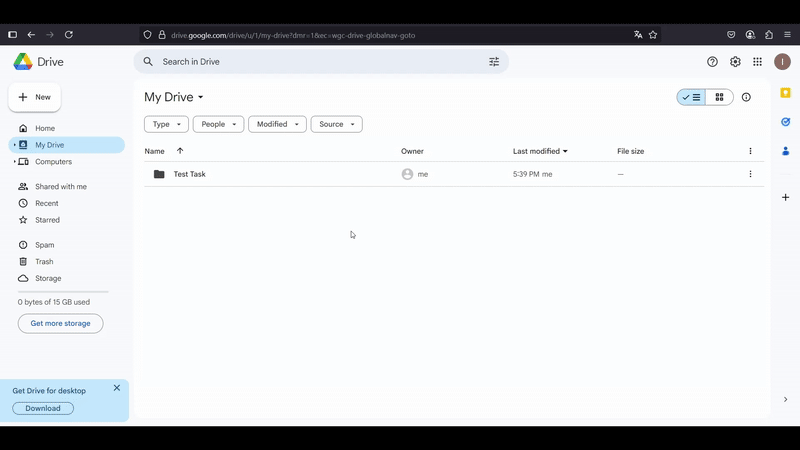 drive.google.com/drive/u/1/my-drive?dmr=1&ec=wgc-drive-globalnav-goto
Drive
Search in Drive
I
New
My Drive
Type
People
Modified
Source
Name
Owner
Last modified
File size
Test Task
me
5:39 PM me
—
Home
My Drive
Computers
Shared with me
Recent
Starred
Spam
Trash
Storage
0 bytes of 15 GB used
Get more storage
Get Drive for desktop
Download